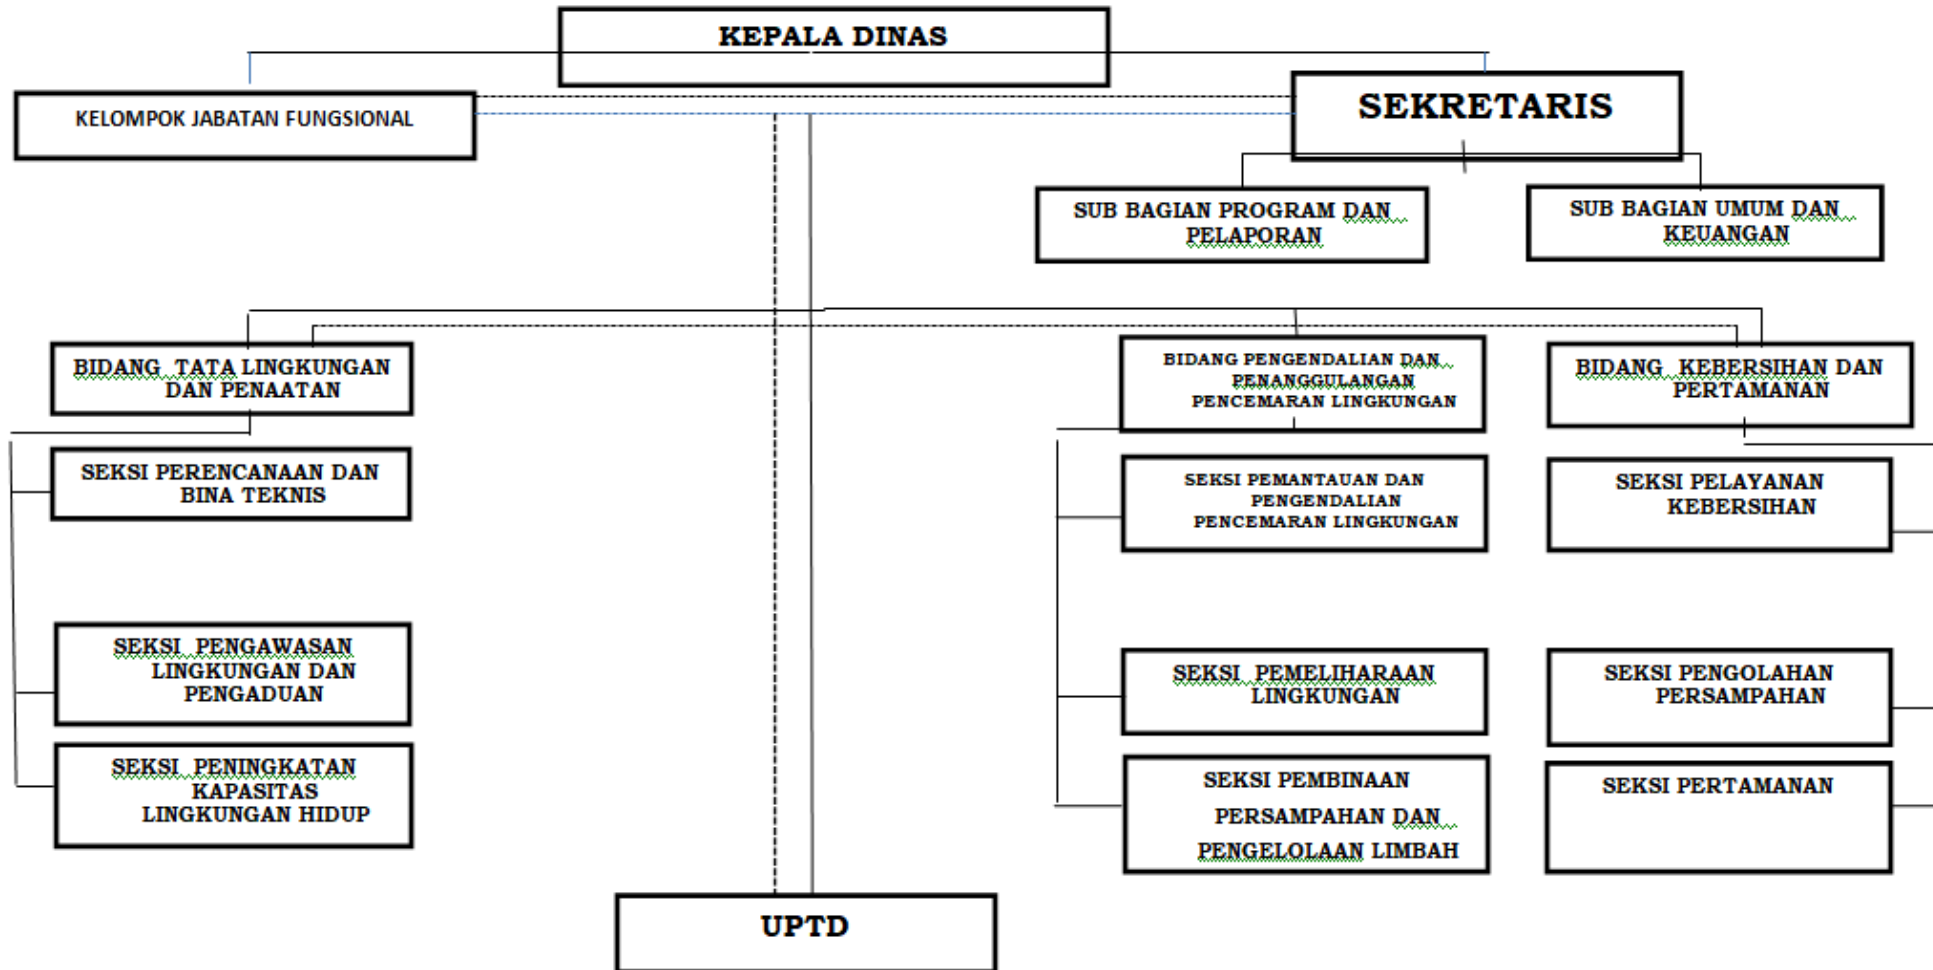 KEPALA DINAS
KELOMPOK JABATAN FUNGSIONAL
SEKRETARIS
SUB BAGIAN PROGRAM DAN
PELAPORAN
SUB BAGIAN UMUM DAN
KEUANGAN
BIDANG TATA LINGKUNGAN
DAN PENAATAN
BIDANG PENGENDALIAN DAN
PENANGGULANGAN
PENCEMARAN LINGKUNGAN
BIDANG KEBERSIHAN DAN
PERTAMANAN
SEKSI PERENCANAAN DAN
BINA TEKNIS
SEKSI PEMANTAUAN DAN
PENGENDALIAN
PENCEMARAN LINGKUNGAN
SEKSI PELAYANAN
KEBERSIHAN
SEKSI PENGAWASAN
LINGKUNGAN DAN
PENGADUAN
SEKSI PEMELIHARAAN
LINGKUNGAN
SEKSI PENGOLAHAN
PERSAMPAHAN
SEKSI PENINGKATAN
KAPASITAS
LINGKUNGAN HIDUP
SEKSI PEMBINAAN
PERSAMPAHAN DAN
PENGELOLAAN LIMBAH
SEKSI PERTAMANAN
UPTD